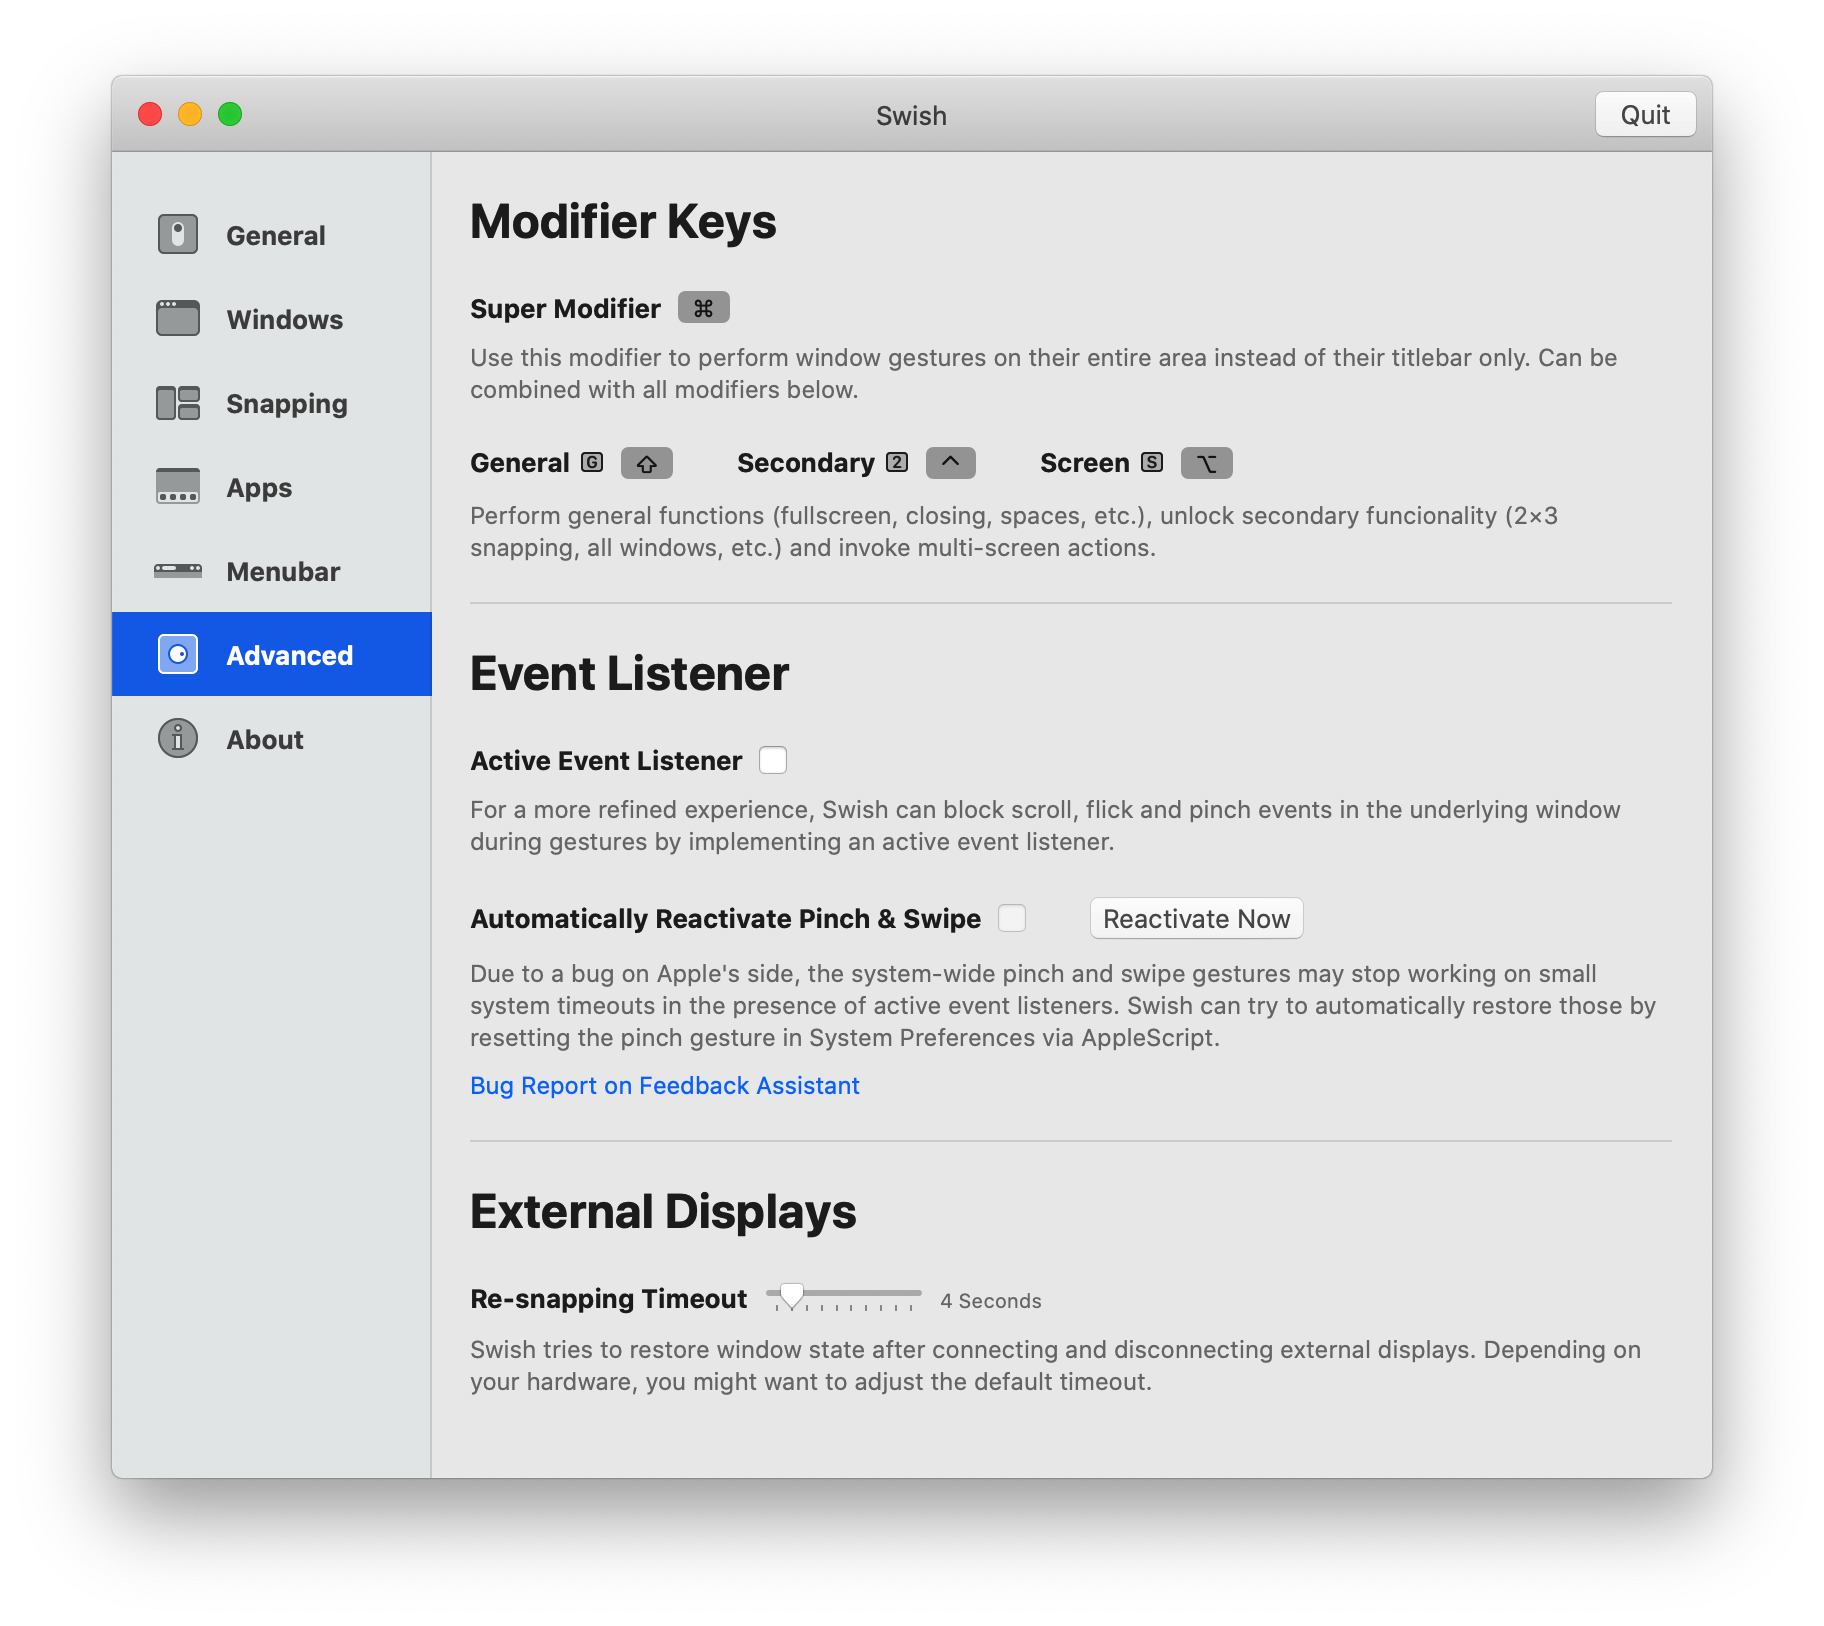 Swish
Quit
General
Windows
Snapping
Apps
Menubar
Advanced
About
Modifier Keys
Super Modifier ⌘
Use this modifier to perform window gestures on their entire area instead of their titlebar only. Can be
combined with all modifiers below.
General G ⇧ Secondary 2 ^ Screen S ⌥
Perform general functions (fullscreen, closing, spaces, etc.), unlock secondary funcionality (2×3
snapping, all windows, etc.) and invoke multi-screen actions.
Event Listener
Active Event Listener
For a more refined experience, Swish can block scroll, flick and pinch events in the underlying window
during gestures by implementing an active event listener.
Automatically Reactivate Pinch & Swipe Reactivate Now
Due to a bug on Apple's side, the system-wide pinch and swipe gestures may stop working on small
system timeouts in the presence of active event listeners. Swish can try to automatically restore those by
resetting the pinch gesture in System Preferences via AppleScript.
Bug Report on Feedback Assistant
External Displays
Re-snapping Timeout 4 Seconds
Swish tries to restore window state after connecting and disconnecting external displays. Depending on
your hardware, you might want to adjust the default timeout.